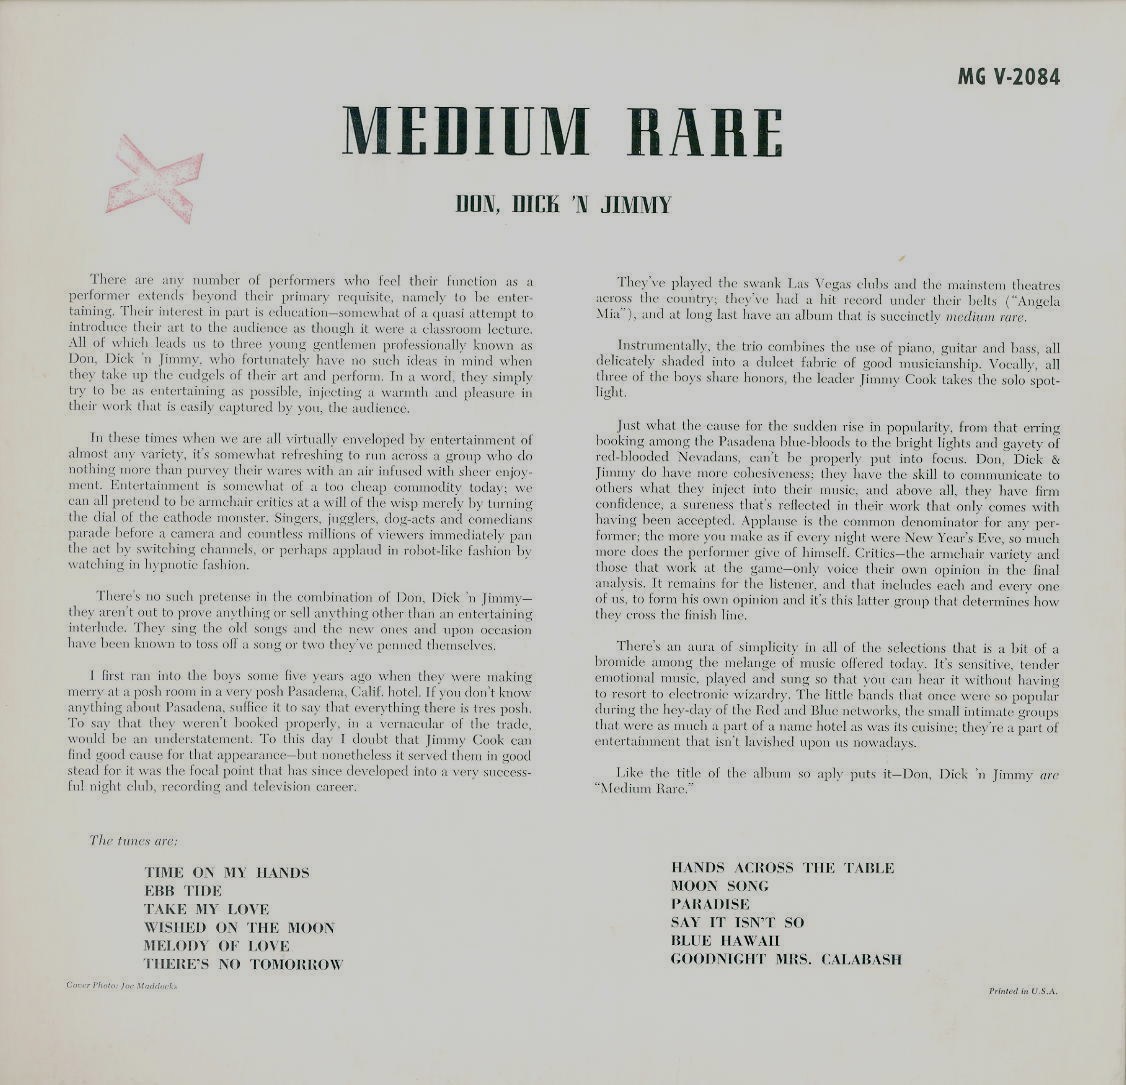 MG V-2084
MEDIUM RARE
DON, DICK 'N JIMMY
There are any number of performers who feel their function as a
performer extends beyond their primary requisite, namely to be enter-
taining. Their interest in part is education—somewhat of a quasi attempt to
introduce their art to the audience as though it were a classroom lecture.
All of which leads us to three young gentlemen professionally known as
Don, Dick 'n Jimmy, who fortunately have no such ideas in mind when
they take up the cudgels of their art and perform. In a word, they simply
try to be as entertaining as possible, injecting a warmth and pleasure in
their work that is easily captured by you, the audience.
In these times when we are all virtually enveloped by entertainment of
almost any variety, it's somewhat refreshing to run across a group who do
nothing more than purvey their wares with an air infused with sheer enjoy-
ment. Entertainment is somewhat of a too cheap commodity today; we
can all pretend to be armchair critics at a will of the wisp merely by turning
the dial of the cathode monster. Singers, jugglers, dog-acts and comedians
parade before a camera and countless millions of viewers immediately pan
the act by switching channels, or perhaps applaud in robot-like fashion by
watching in hypnotic fashion.
There's no such pretense in the combination of Don, Dick 'n Jimmy—
they aren't out to prove anything or sell anything other than an entertaining
interlude. They sing the old songs and the new ones and upon occasion
have been known to toss off a song or two they've penned themselves.
I first ran into the boys some five years ago when they were making
merry at a posh room in a very posh Pasadena, Calif. hotel. If you don't know
anything about Pasadena, suffice it to say that everything there is tres posh.
To say that they weren't booked properly, in a vernacular of the trade,
would be an understatement. To this day I doubt that Jimmy Cook can
find good cause for that appearance—but nonetheless it served them in good
stead for it was the focal point that has since developed into a very success-
ful night club, recording and television career.
They've played the swank Las Vegas clubs and the mainstem theatres
across the country; they've had a hit record under their belts ("Angela
Mia"), and at long last have an album that is succinctly medium rare.
Instrumentally, the trio combines the use of piano, guitar and bass, all
delicately shaded into a dulcet fabric of good musicianship. Vocally, all
three of the boys share honors, the leader Jimmy Cook takes the solo spot-
light.
Just what the cause for the sudden rise in popularity, from that erring
booking among the Pasadena blue-bloods to the bright lights and gayety of
red-blooded Nevadans, can't be properly put into focus. Don, Dick &
Jimmy do have more cohesiveness; they have the skill to communicate to
others what they inject into their music, and above all, they have firm
confidence, a sureness that's reflected in their work that only comes with
having been accepted. Applause is the common denominator for any per-
former; the more you make as if every night were New Year's Eve, so much
more does the performer give of himself. Critics—the armchair variety and
those that work at the game—only voice their own opinion in the final
analysis. It remains for the listener, and that includes each and every one
of us, to form his own opinion and it's this latter group that determines how
they cross the finish line.
There's an aura of simplicity in all of the selections that is a bit of a
bromide among the melange of music offered today. It's sensitive, tender
emotional music, played and sung so that you can hear it without having
to resort to electronic wizardry. The little bands that once were so popular
during the hey-day of the Red and Blue networks, the small intimate groups
that were as much a part of a name hotel as was its cuisine; they're a part of
entertainment that isn't lavished upon us nowadays.
Like the title of the album so aply puts it—Don, Dick 'n Jimmy are
"Medium Rare."
The tunes are:
TIME ON MY HANDS
EBB TIDE
TAKE MY LOVE
WISHED ON THE MOON
MELODY OF LOVE
THERE'S NO TOMORROW
HANDS ACROSS THE TABLE
MOON SONG
PARADISE
SAY IT ISN'T SO
BLUE HAWAII
GOODNIGHT MRS. CALABASH
Cover Photo: Joe Maddocks
Printed in U.S.A.